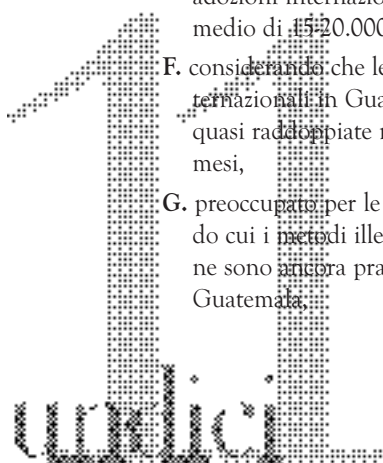 adozioni internazio
medio di 15-20.000
F. considerando che le
ternazionali in Gua
quasi raddoppiate
mesi,
G. preoccupato per le
do cui i metodi ille
ne sono ancora pra
Guatemala,
11
undici